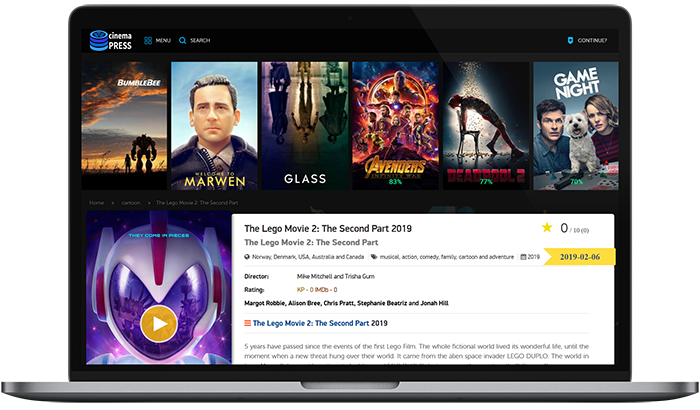 cinema
PRESS
MENU
SEARCH
CONTINUE?
BUMBLEBEE
WELCOME TO
MARWEN
GLASS
AVENGERS
INFINITY WAR
83%
DEADPOOL 2
77%
GAME
NIGHT
70%
Home > cartoon > The Lego Movie 2: The Second Part
THEY COME IN PIECES
The Lego Movie 2: The Second Part 2019
0 / 10 (0)
The Lego Movie 2: The Second Part
Norway, Denmark, USA, Australia and Canada musical, action, comedy, family, cartoon and adventure 2019
2019-02-06
Director: Mike Mitchell and Trisha Gum
Rating: KP - 0 IMDb - 0
Margot Robbie, Alison Bree, Chris Pratt, Stephanie Beatriz and Jonah Hill
The Lego Movie 2: The Second Part 2019
5 years have passed since the events of the first Lego Film. The whole fictional world lived its wonderful life, until the
moment when a new threat hung over their world. It came from the alien space invader LEGO DUPLO. The world in